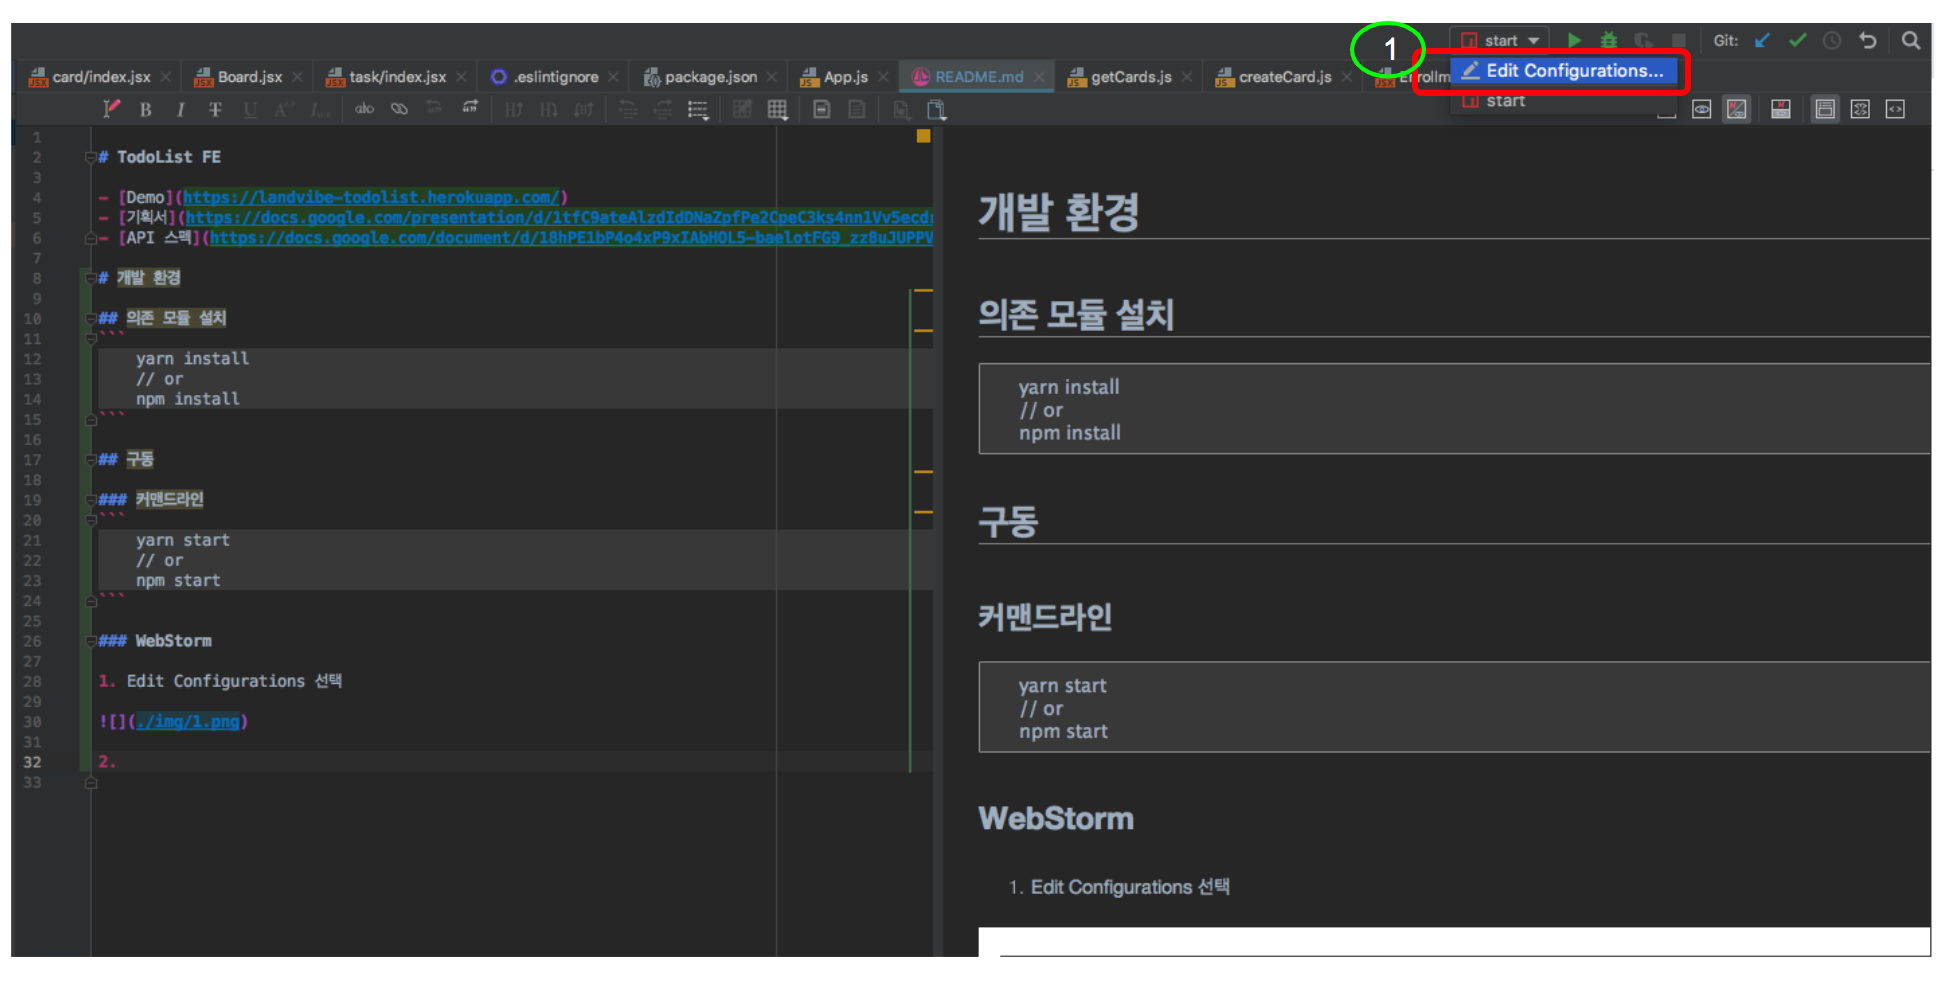 start
Git:
1
Edit Configurations...
start
card/index.jsx
Board.jsx
task/index.jsx
.eslintignore
package.json
App.js
README.md
getCards.js
createCard.js
1
2 # TodoList FE
3
4 - [Demo](https://landvibe-todolist.herokuapp.com/)
5 - [기획서](https://docs.google.com/presentation/d/
6 - [API 스펙](https://docs.google.com/document/d/
7
8 # 개발 환경
9
10 ## 의존 모듈 설치
11 ```
12 yarn install
13 // or
14 npm install
15 ```
16
17 ## 구동
18
19 ### 커맨드라인
20 ```
21 yarn start
22 // or
23 npm start
24 ```
25
26 ### WebStorm
27
28 1. Edit Configurations 선택
29
30 ![](./img/1.png)
31
32 2.
33
개발 환경
의존 모듈 설치
yarn install
// or
npm install
구동
커맨드라인
yarn start
// or
npm start
WebStorm
1. Edit Configurations 선택